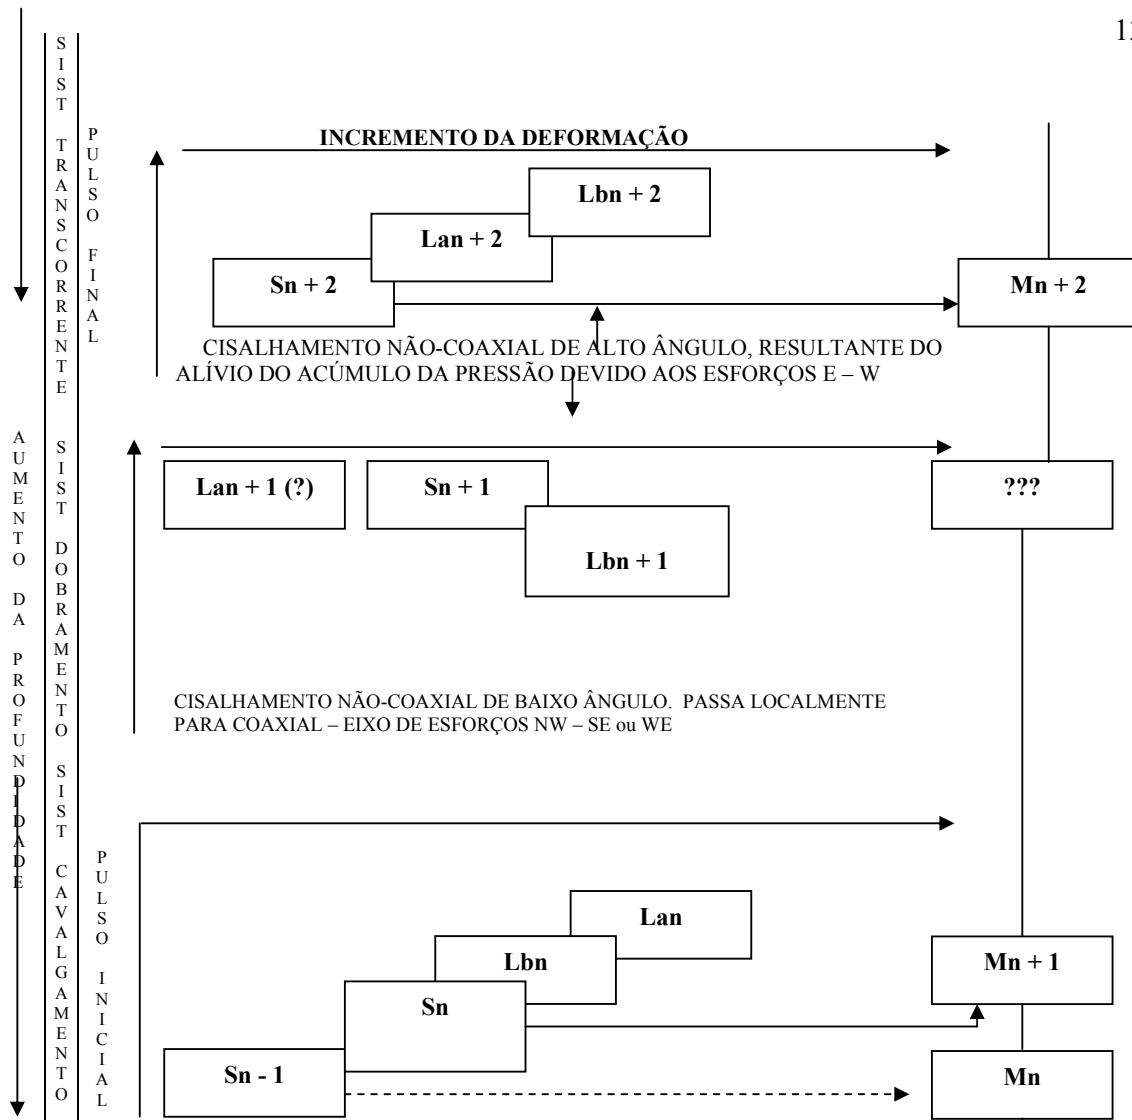 SIST TRANSCORRENTE SIST DOBRAMENTO SIST CAVALGAMENTO
PULSO FINAL
INCREMENTO DA DEFORMAÇÃO
Lbn + 2
Lan + 2
Sn + 2
Mn + 2
CISALHAMENTO NÃO-COAXIAL DE ALTO ÂNGULO, RESULTANTE DO
ALÍVIO DO ACÚMULO DA PRESSÃO DEVIDO AOS ESFORÇOS E – W
AUMENTO DA PROFUNDIDADE
Lan + 1 (?)
Sn + 1
???
Lbn + 1
CISALHAMENTO NÃO-COAXIAL DE BAIXO ÂNGULO. PASSA LOCALMENTE
PARA COAXIAL – EIXO DE ESFORÇOS NW – SE ou WE
PULSO INICIAL
Lan
Lbn
Mn + 1
Sn
Sn - 1
Mn